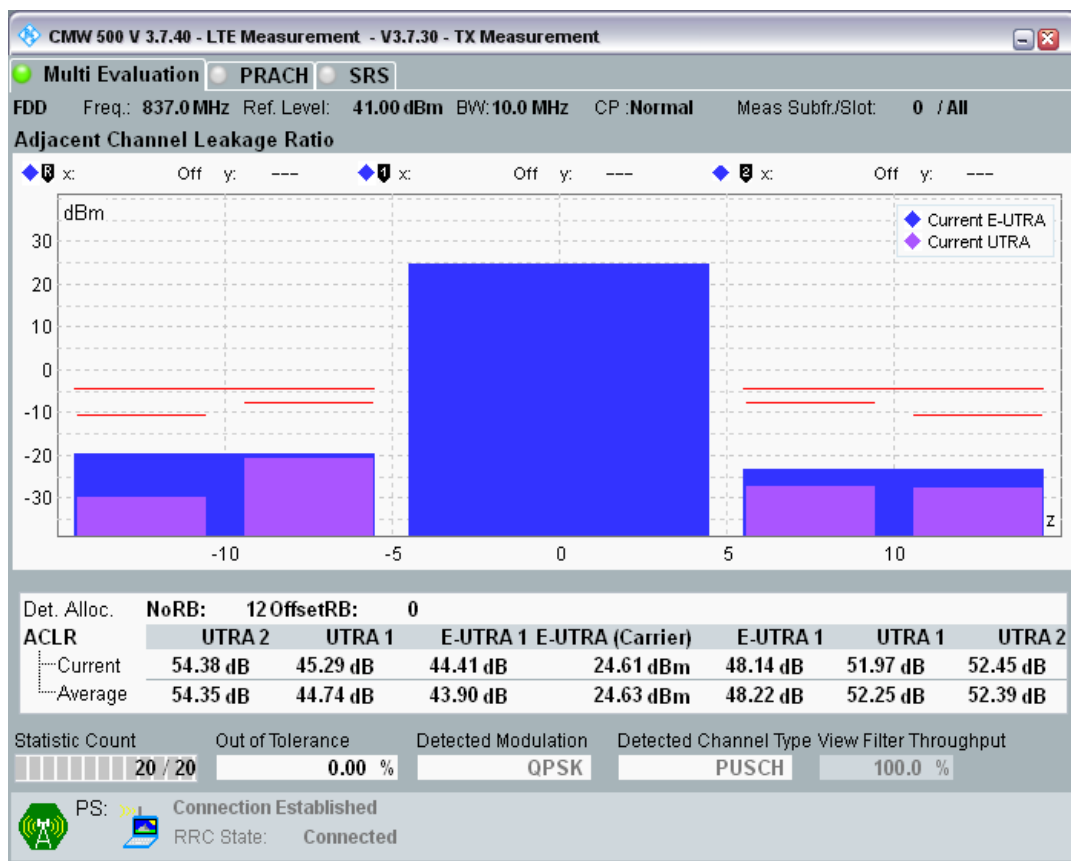 CMW 500 V 3.7.40 - LTE Measurement - V3.7.30 - TX Measurement
Multi Evaluation PRACH SRS
FDD Freq.: 837.0 MHz Ref. Level: 41.00 dBm BW: 10.0 MHz CP :Normal Meas Subfr./Slot: 0 / All
Adjacent Channel Leakage Ratio
R x: Off y: --- 1 x: Off y: --- 2 x: Off y: ---
dBm
Current E-UTRA
Current UTRA
30
20
10
0
-10
-20
-30
z
-10 -5 0 5 10
Det. Alloc. NoRB: 12 OffsetRB: 0
ACLR UTRA 2 UTRA 1 E-UTRA 1 E-UTRA (Carrier) E-UTRA 1 UTRA 1 UTRA 2
Current 54.38 dB 45.29 dB 44.41 dB 24.61 dBm 48.14 dB 51.97 dB 52.45 dB
Average 54.35 dB 44.74 dB 43.90 dB 24.63 dBm 48.22 dB 52.25 dB 52.39 dB
Statistic Count Out of Tolerance Detected Modulation Detected Channel Type View Filter Throughput
20 / 20 0.00 % QPSK PUSCH 100.0 %
PS: Connection Established
RRC State: Connected